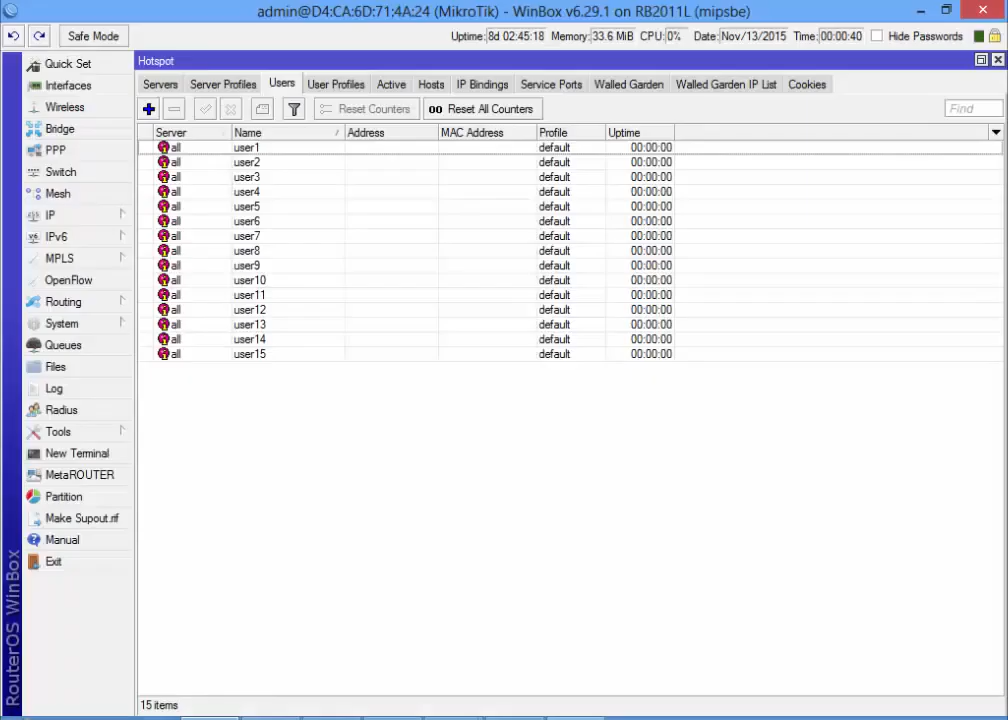 admin@D4:CA:6D:71:4A:24 (MikroTik) - WinBox v6.29.1 on RB2011L (mipsbe)
Safe Mode
Uptime: 8d 02:45:18 Memory: 33.6 MiB CPU: 0% Date: Nov/13/2015 Time: 00:00:40 Hide Passwords
Quick Set
Interfaces
Wireless
Bridge
PPP
Switch
Mesh
IP
IPv6
MPLS
OpenFlow
Routing
System
Queues
Files
Log
Radius
Tools
New Terminal
MetaROUTER
Partition
Make Supout.rif
Manual
Exit
RouterOS WinBox
Hotspot
Servers Server Profiles Users User Profiles Active Hosts IP Bindings Service Ports Walled Garden Walled Garden IP List Cookies
Reset Counters 00 Reset All Counters Find
Server Name / Address MAC Address Profile Uptime
all user1 default 00:00:00
all user2 default 00:00:00
all user3 default 00:00:00
all user4 default 00:00:00
all user5 default 00:00:00
all user6 default 00:00:00
all user7 default 00:00:00
all user8 default 00:00:00
all user9 default 00:00:00
all user10 default 00:00:00
all user11 default 00:00:00
all user12 default 00:00:00
all user13 default 00:00:00
all user14 default 00:00:00
all user15 default 00:00:00
15 items